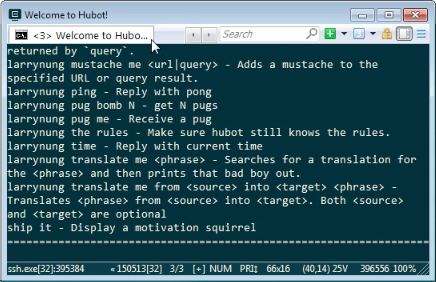 Welcome to Hubot!
<3> Welcome to Hubo...
Search
returned by `query`.
larrynung mustache me <url|query> - Adds a mustache to the
specified URL or query result.
larrynung ping - Reply with pong
larrynung pug bomb N - get N pugs
larrynung pug me - Receive a pug
larrynung the rules - Make sure hubot still knows the rules.
larrynung time - Reply with current time
larrynung translate me <phrase> - Searches for a translation for
the <phrase> and then prints that bad boy out.
larrynung translate me from <source> into <target> <phrase> -
Translates <phrase> from <source> into <target>. Both <source>
and <target> are optional
ship it - Display a motivation squirrel
================================================================
ssh.exe[32]:395384 «150513[32] 3/3 [+] NUM PRI↕ 66x16 (40,14) 25V 396556 100%